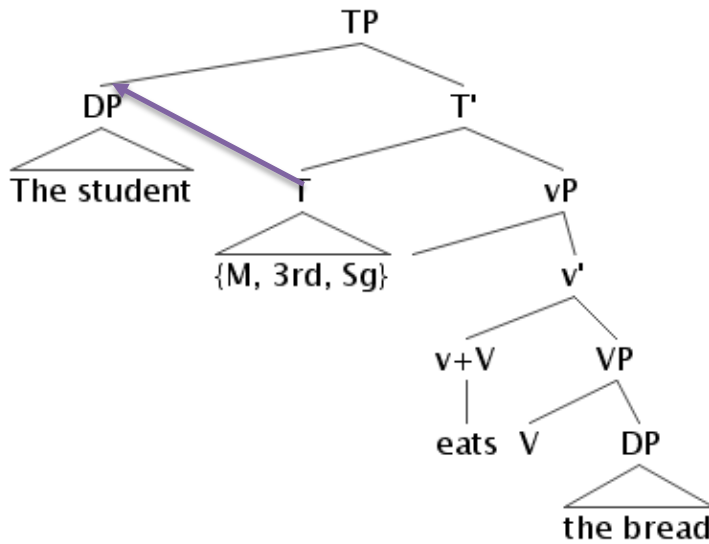 TP
DP T'
The student T vP
{M, 3rd, Sg} v'
v+V VP
eats V DP
the bread